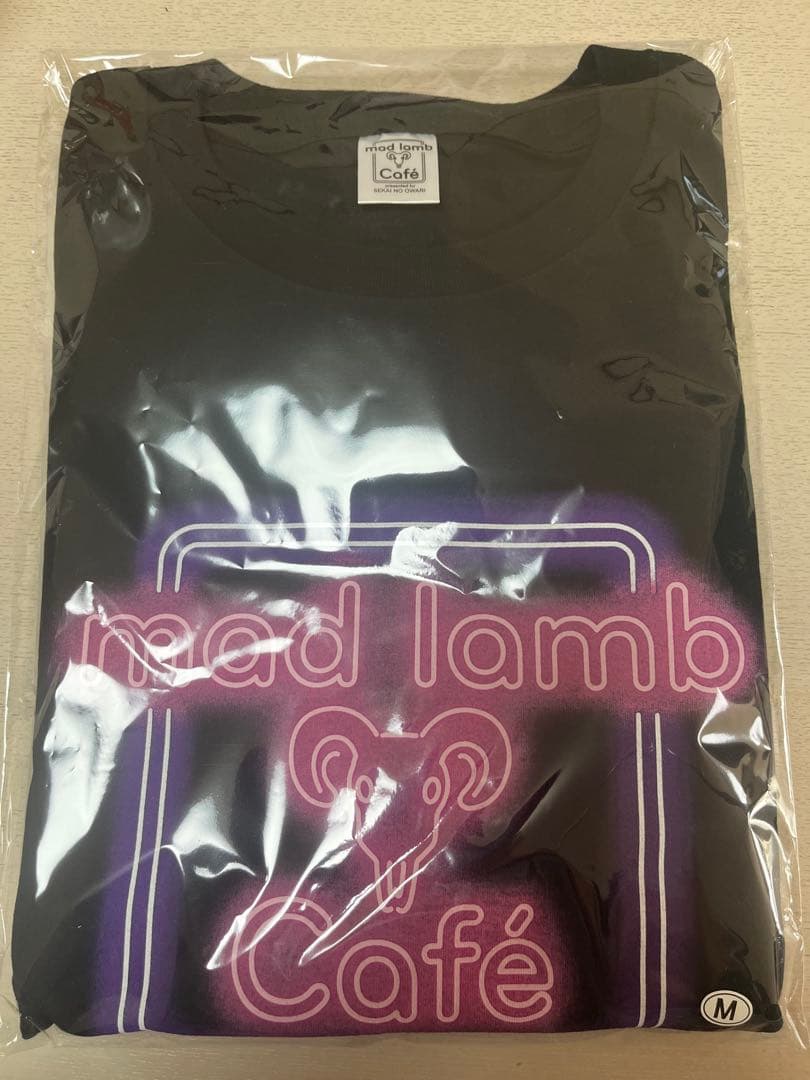 mad lamb
Café
presented by
SEKAI NO OWARI
mad lamb
Café
M